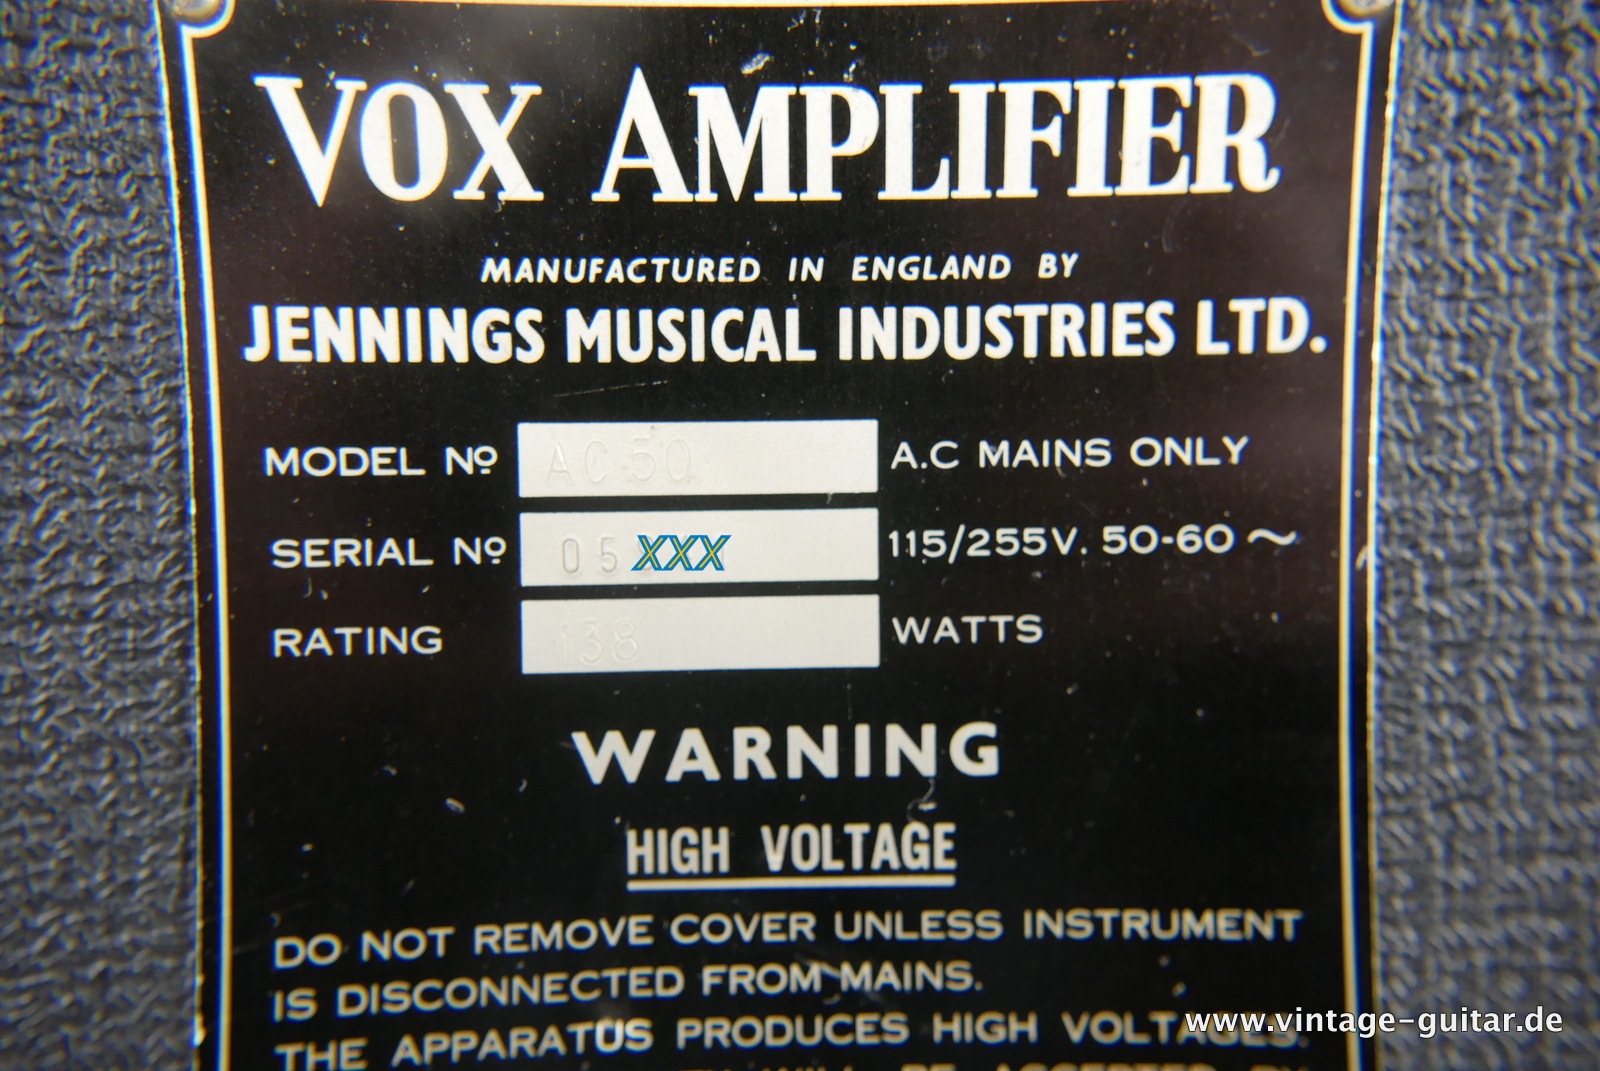 VOX AMPLIFIER
MANUFACTURED IN ENGLAND BY
JENNINGS MUSICAL INDUSTRIES LTD.
MODEL Nº AC50 A.C MAINS ONLY
SERIAL Nº 05XXX 115/255V. 50-60 ~
RATING 138 WATTS
WARNING
HIGH VOLTAGE
DO NOT REMOVE COVER UNLESS INSTRUMENT
IS DISCONNECTED FROM MAINS.
THE APPARATUS PRODUCES HIGH VOLTAGES.
www.vintage-guitar.de